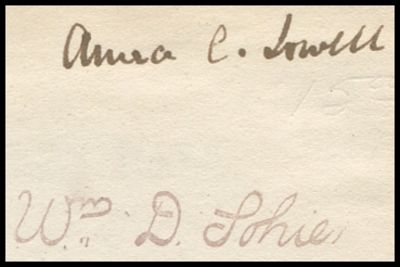 Anna C. Lowell
Wm. D. Sohier